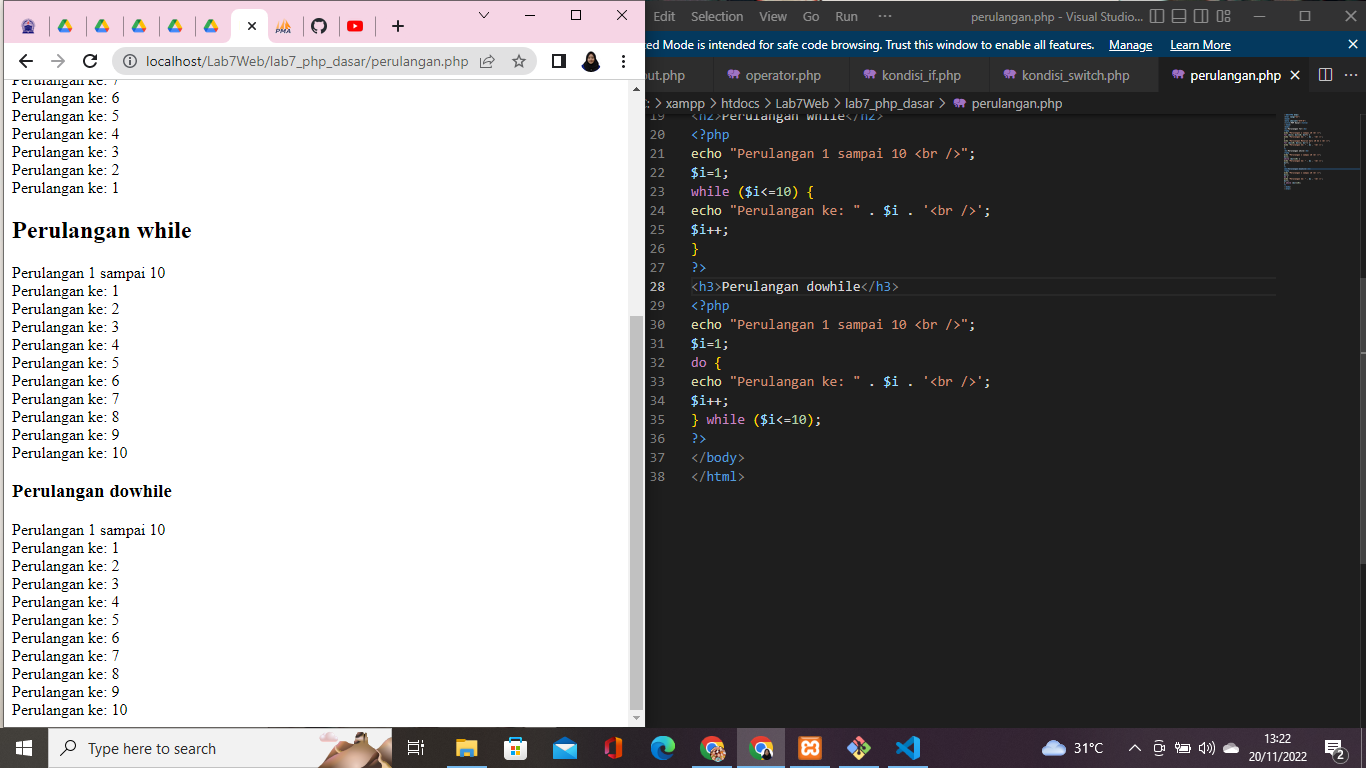 localhost/Lab7Web/lab7_php_dasar/perulangan.php
PMA
Perulangan ke: 7
Perulangan ke: 6
Perulangan ke: 5
Perulangan ke: 4
Perulangan ke: 3
Perulangan ke: 2
Perulangan ke: 1
Perulangan while
Perulangan 1 sampai 10
Perulangan ke: 1
Perulangan ke: 2
Perulangan ke: 3
Perulangan ke: 4
Perulangan ke: 5
Perulangan ke: 6
Perulangan ke: 7
Perulangan ke: 8
Perulangan ke: 9
Perulangan ke: 10
Perulangan dowhile
Perulangan 1 sampai 10
Perulangan ke: 1
Perulangan ke: 2
Perulangan ke: 3
Perulangan ke: 4
Perulangan ke: 5
Perulangan ke: 6
Perulangan ke: 7
Perulangan ke: 8
Perulangan ke: 9
Perulangan ke: 10
Edit Selection View Go Run ··· perulangan.php - Visual Studio...
ed Mode is intended for safe code browsing. Trust this window to enable all features. Manage Learn More
put.php operator.php kondisi_if.php kondisi_switch.php perulangan.php
: > xampp > htdocs > Lab7Web > lab7_php_dasar > perulangan.php
19 <h2>Perulangan while</h2>
20 <?php
21 echo "Perulangan 1 sampai 10 <br />";
22 $i=1;
23 while ($i<=10) {
24 echo "Perulangan ke: " . $i . '<br />';
25 $i++;
26 }
27 ?>
28 <h3>Perulangan dowhile</h3>
29 <?php
30 echo "Perulangan 1 sampai 10 <br />";
31 $i=1;
32 do {
33 echo "Perulangan ke: " . $i . '<br />';
34 $i++;
35 } while ($i<=10);
36 ?>
37 </body>
38 </html>
Type here to search
31°C
13:22
20/11/2022
2